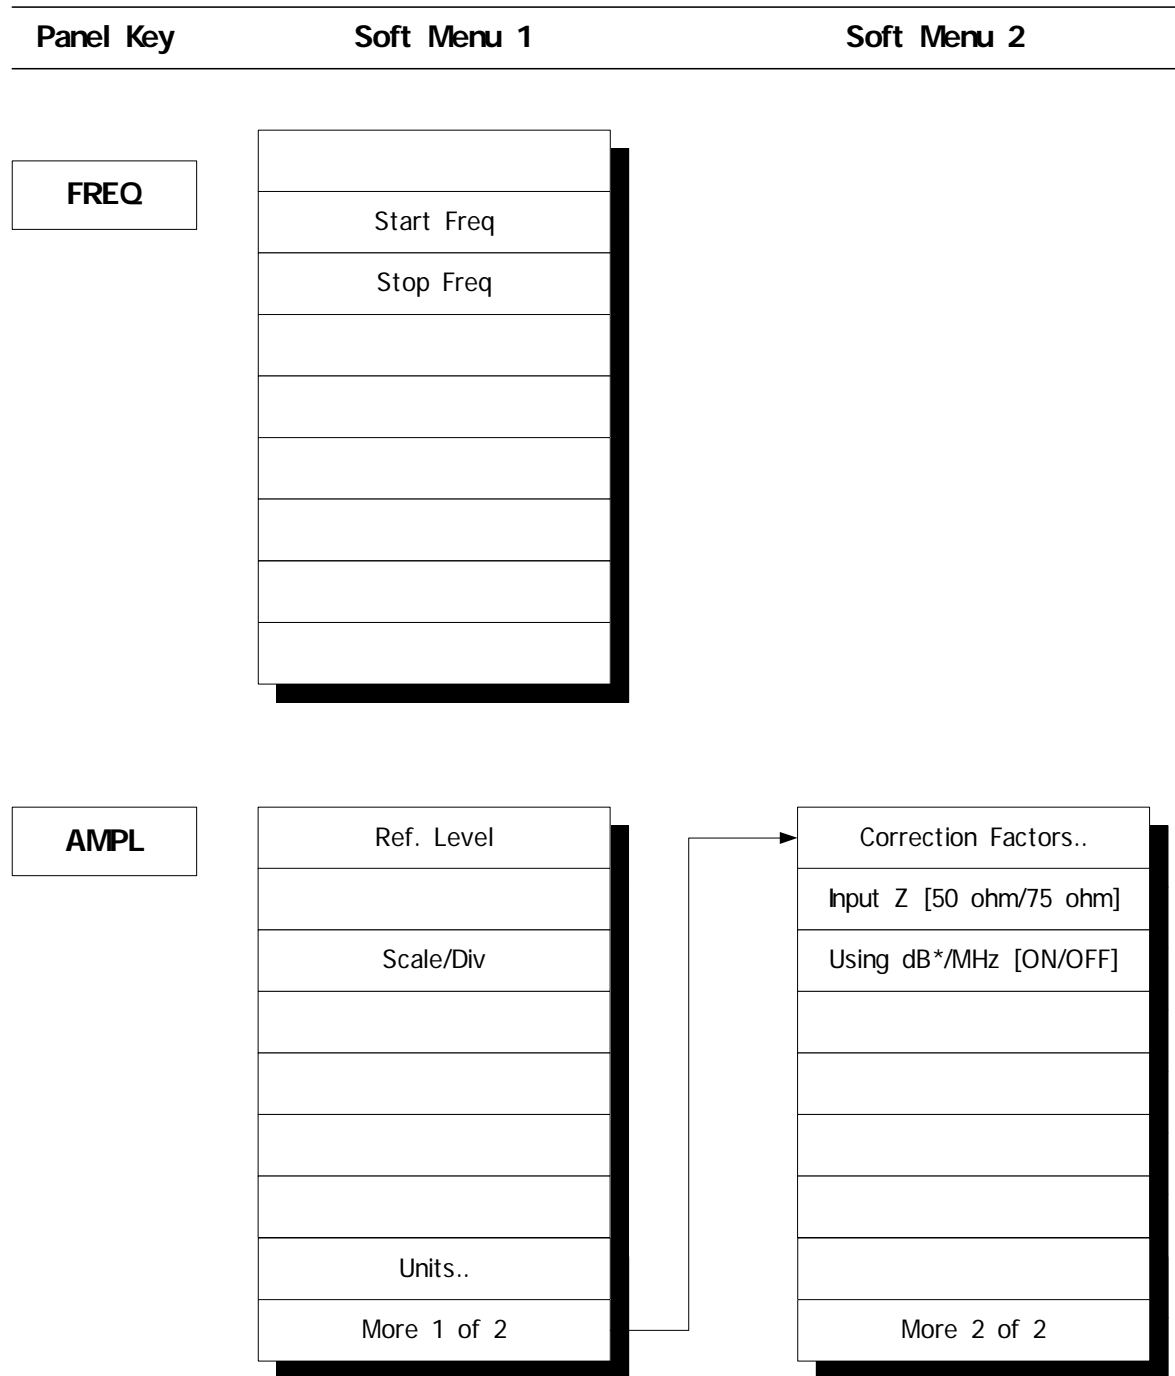 Panel Key Soft Menu 1 Soft Menu 2
FREQ
Start Freq
Stop Freq
AMPL
Ref. Level
Scale/Div
Units..
More 1 of 2
Correction Factors..
Input Z [50 ohm/75 ohm]
Using dB*/MHz [ON/OFF]
More 2 of 2